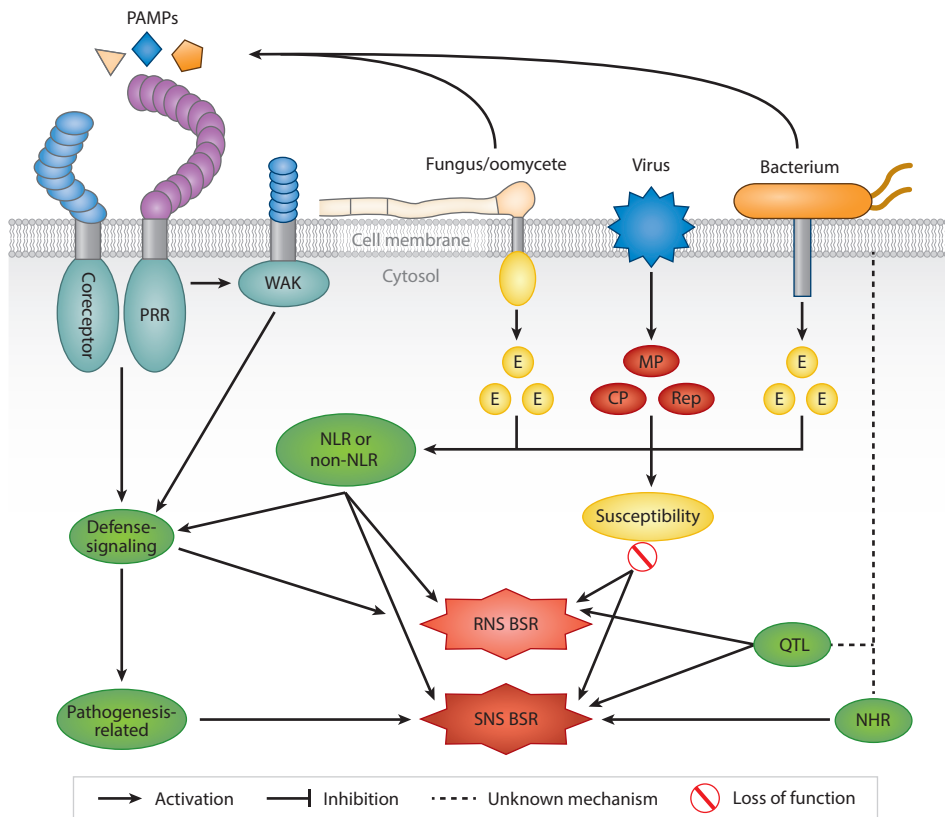 PAMPs
Fungus/oomycete
Virus
Bacterium
Cell membrane
Cytosol
Coreceptor
PRR
WAK
E
E
E
MP
CP
Rep
E
E
E
NLR or
non-NLR
Susceptibility
Defense-
signaling
RNS BSR
QTL
Pathogenesis-
related
SNS BSR
NHR
Activation
Inhibition
Unknown mechanism
Loss of function